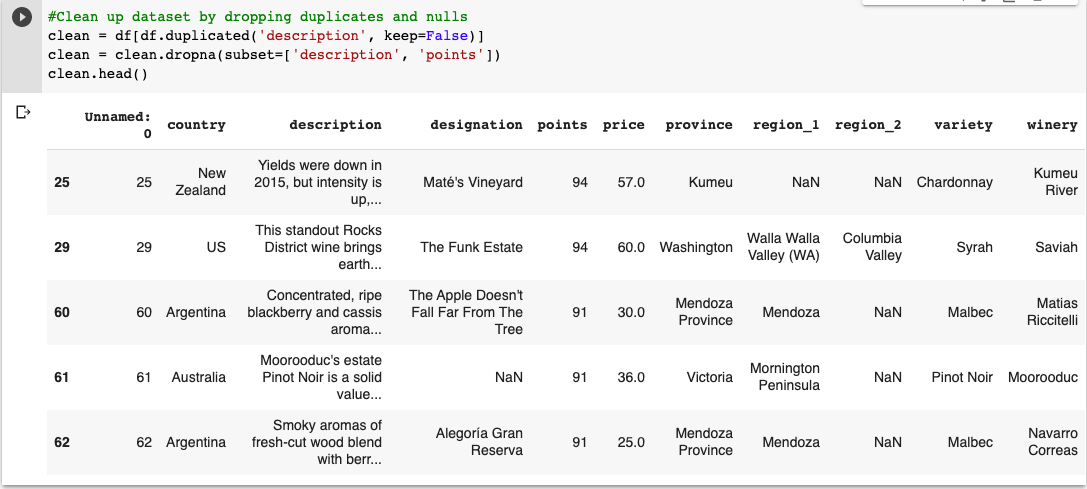 #Clean up dataset by dropping duplicates and nulls
clean = df[df.duplicated('description', keep=False)]
clean = clean.dropna(subset=['description', 'points'])
clean.head()
Unnamed: 0 country description designation points price province region_1 region_2 variety winery
25 25 New Zealand Yields were down in 2015, but intensity is up,... Maté's Vineyard 94 57.0 Kumeu NaN NaN Chardonnay Kumeu River
29 29 US This standout Rocks District wine brings earth... The Funk Estate 94 60.0 Washington Walla Walla Valley (WA) Columbia Valley Syrah Saviah
60 60 Argentina Concentrated, ripe blackberry and cassis aroma... The Apple Doesn't Fall Far From The Tree 91 30.0 Mendoza Province Mendoza NaN Malbec Matias Riccitelli
61 61 Australia Moorooduc's estate Pinot Noir is a solid value... NaN 91 36.0 Victoria Mornington Peninsula NaN Pinot Noir Moorooduc
62 62 Argentina Smoky aromas of fresh-cut wood blend with berr... Alegoría Gran Reserva 91 25.0 Mendoza Province Mendoza NaN Malbec Navarro Correas